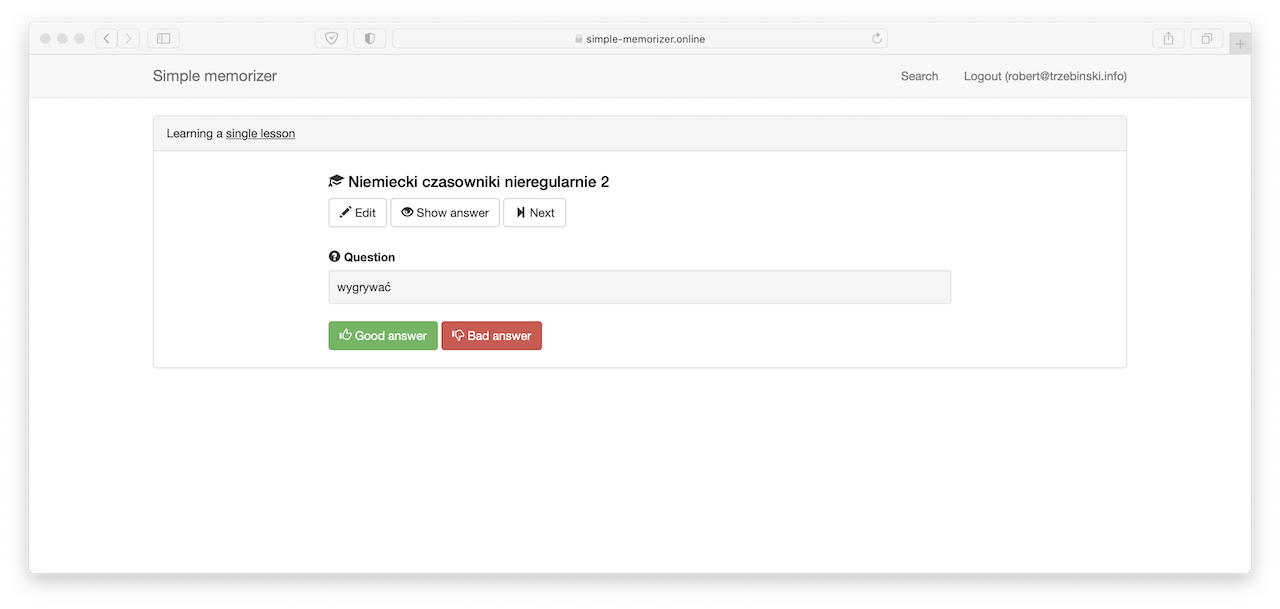 simple-memorizer.online
Simple memorizer
Search
Logout (robert@trzebinski.info)
Learning a single lesson
Niemiecki czasowniki nieregularnie 2
Edit
Show answer
Next
Question
wygrywać
Good answer
Bad answer